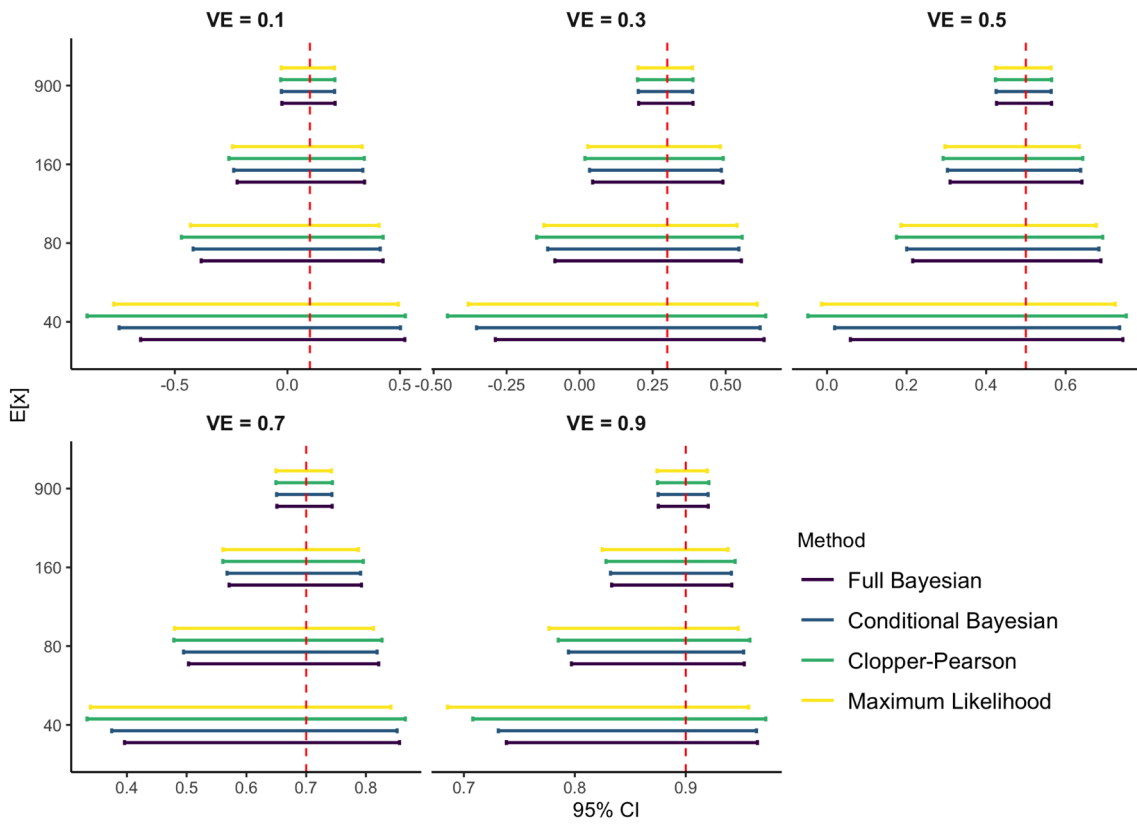 VE = 0.1
VE = 0.3
VE = 0.5
900
160
80
40
-0.5 0.0 0.5
-0.50 -0.25 0.00 0.25 0.50
0.0 0.2 0.4 0.6
E[x]
VE = 0.7
VE = 0.9
900
160
80
40
0.4 0.5 0.6 0.7 0.8
0.7 0.8 0.9
95% CI
Method
Full Bayesian
Conditional Bayesian
Clopper-Pearson
Maximum Likelihood